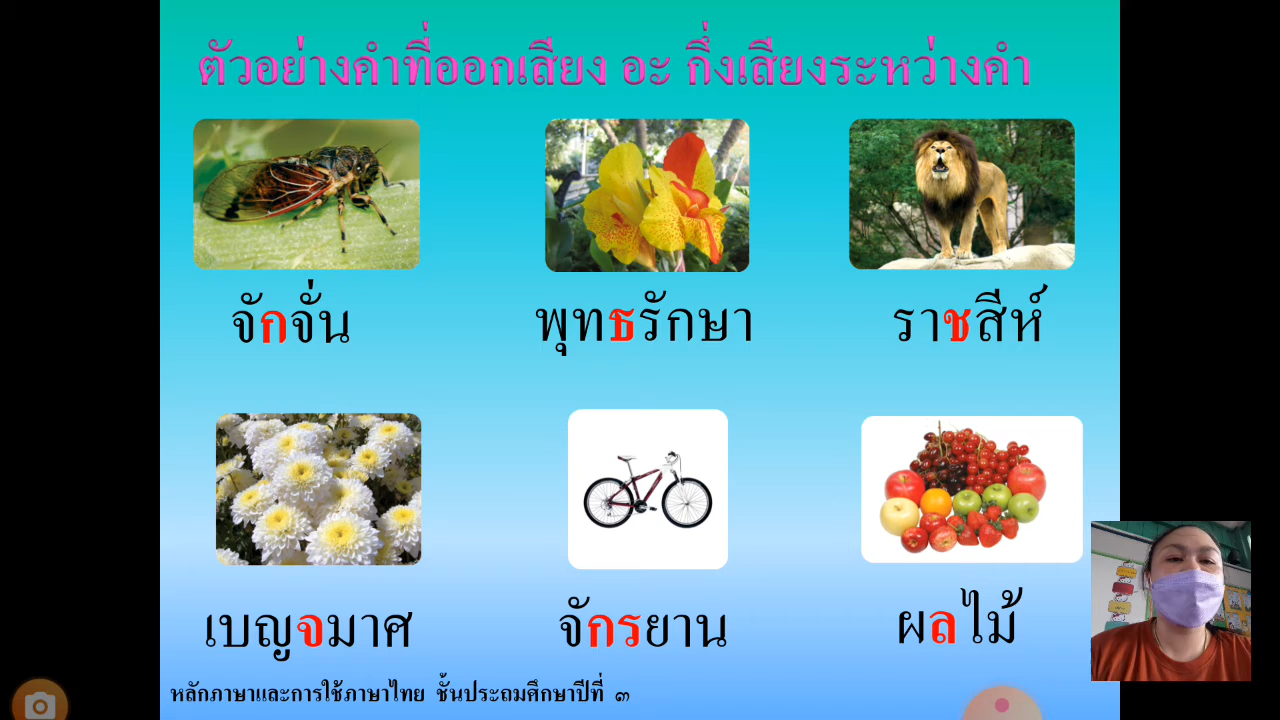 ตัวอย่างคำที่ออกเสียง อะ กึ่งเสียงระหว่างคำ
จักจั่น
พุทธรักษา
ราชสีห์
เบญจมาศ
จักรยาน
ผลไม้
หลักภาษาและการใช้ภาษาไทย ชั้นประถมศึกษาปีที่ ๓